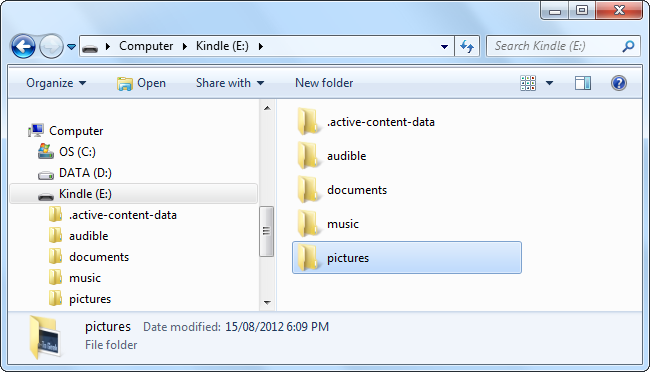 Computer Kindle (E:)
Search Kindle (E:)
Organize Open Share with New folder
Computer
OS (C:)
DATA (D:)
Kindle (E:)
.active-content-data
audible
documents
music
pictures
.active-content-data
audible
documents
music
pictures
pictures Date modified: 15/08/2012 6:09 PM
File folder